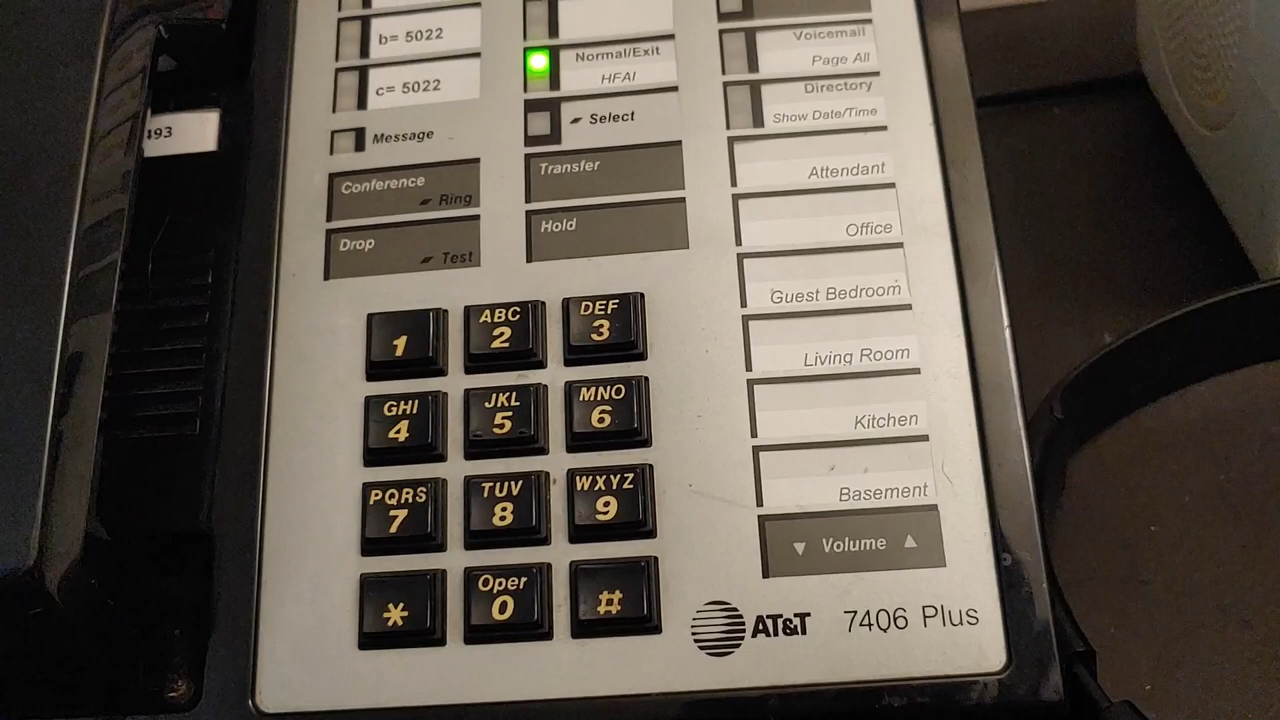 b= 5022
c= 5022
493
Message
Conference
Ring
Drop
Test
Normal/Exit
HFAI
Select
Transfer
Hold
Voicemail
Page All
Directory
Show Date/Time
Attendant
Office
Guest Bedroom
Living Room
Kitchen
Basement
▼ Volume ▲
1
ABC
2
DEF
3
GHI
4
JKL
5
MNO
6
PQRS
7
TUV
8
WXYZ
9
*
Oper
0
#
AT&T 7406 Plus